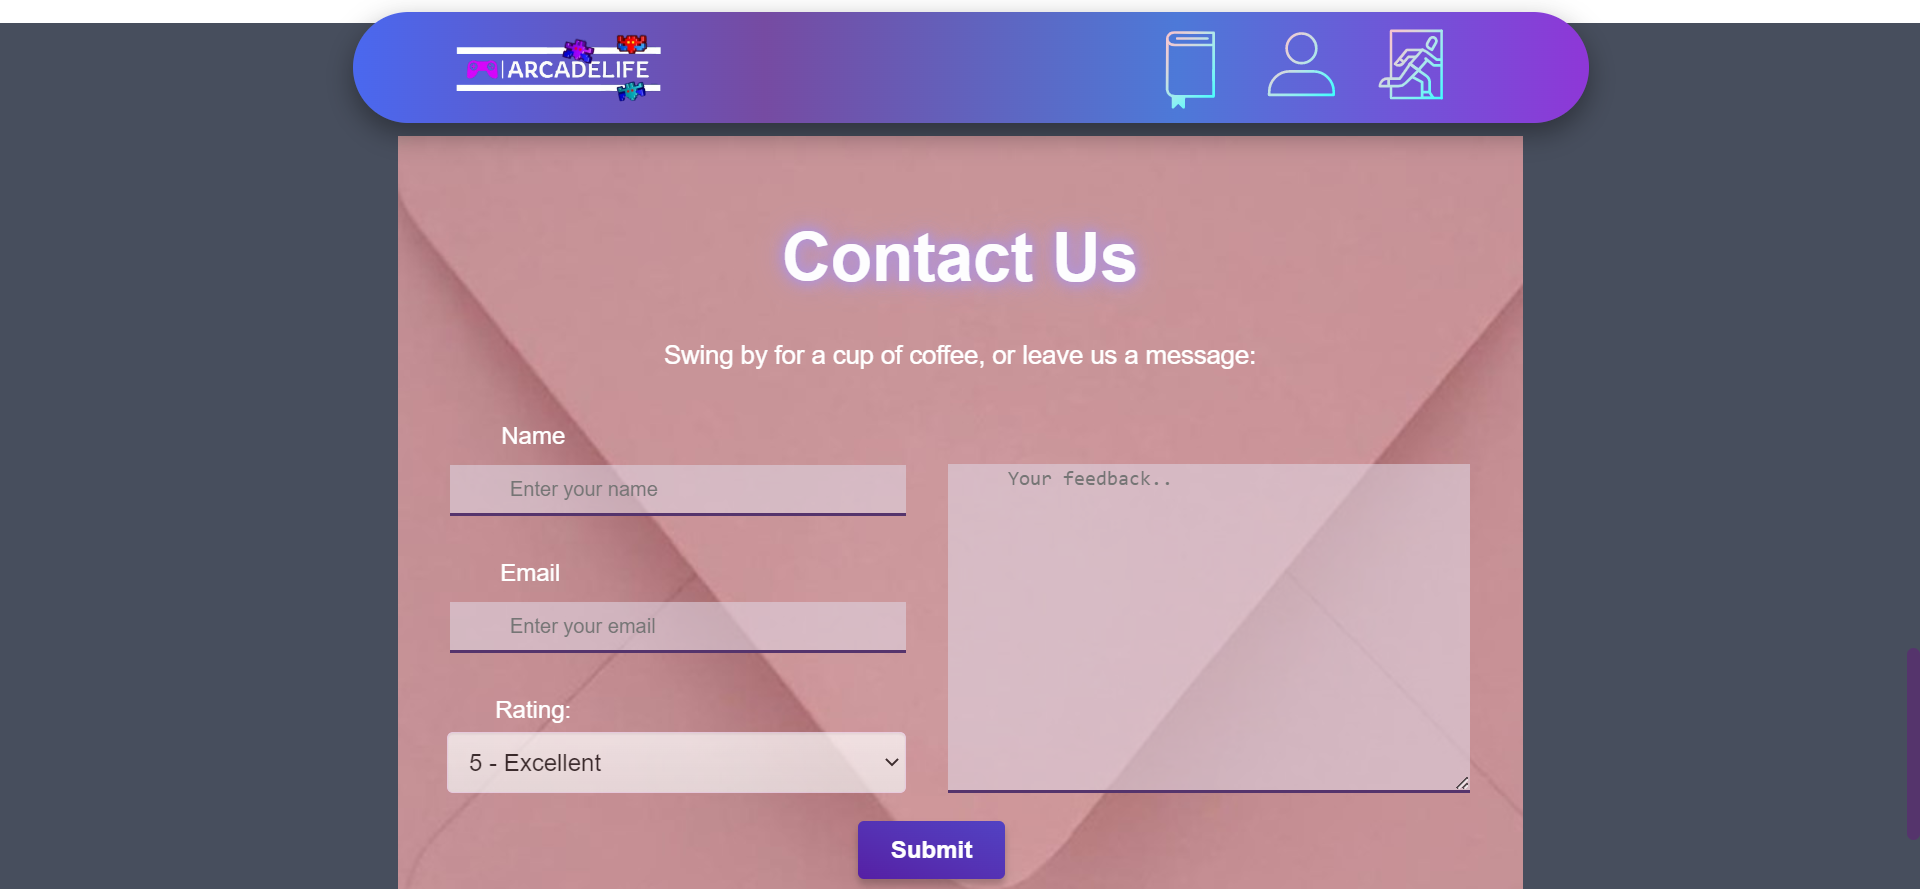 ARCADELIFE
Contact Us
Swing by for a cup of coffee, or leave us a message:
Name
Enter your name
Your feedback..
Email
Enter your email
Rating:
5 - Excellent
Submit